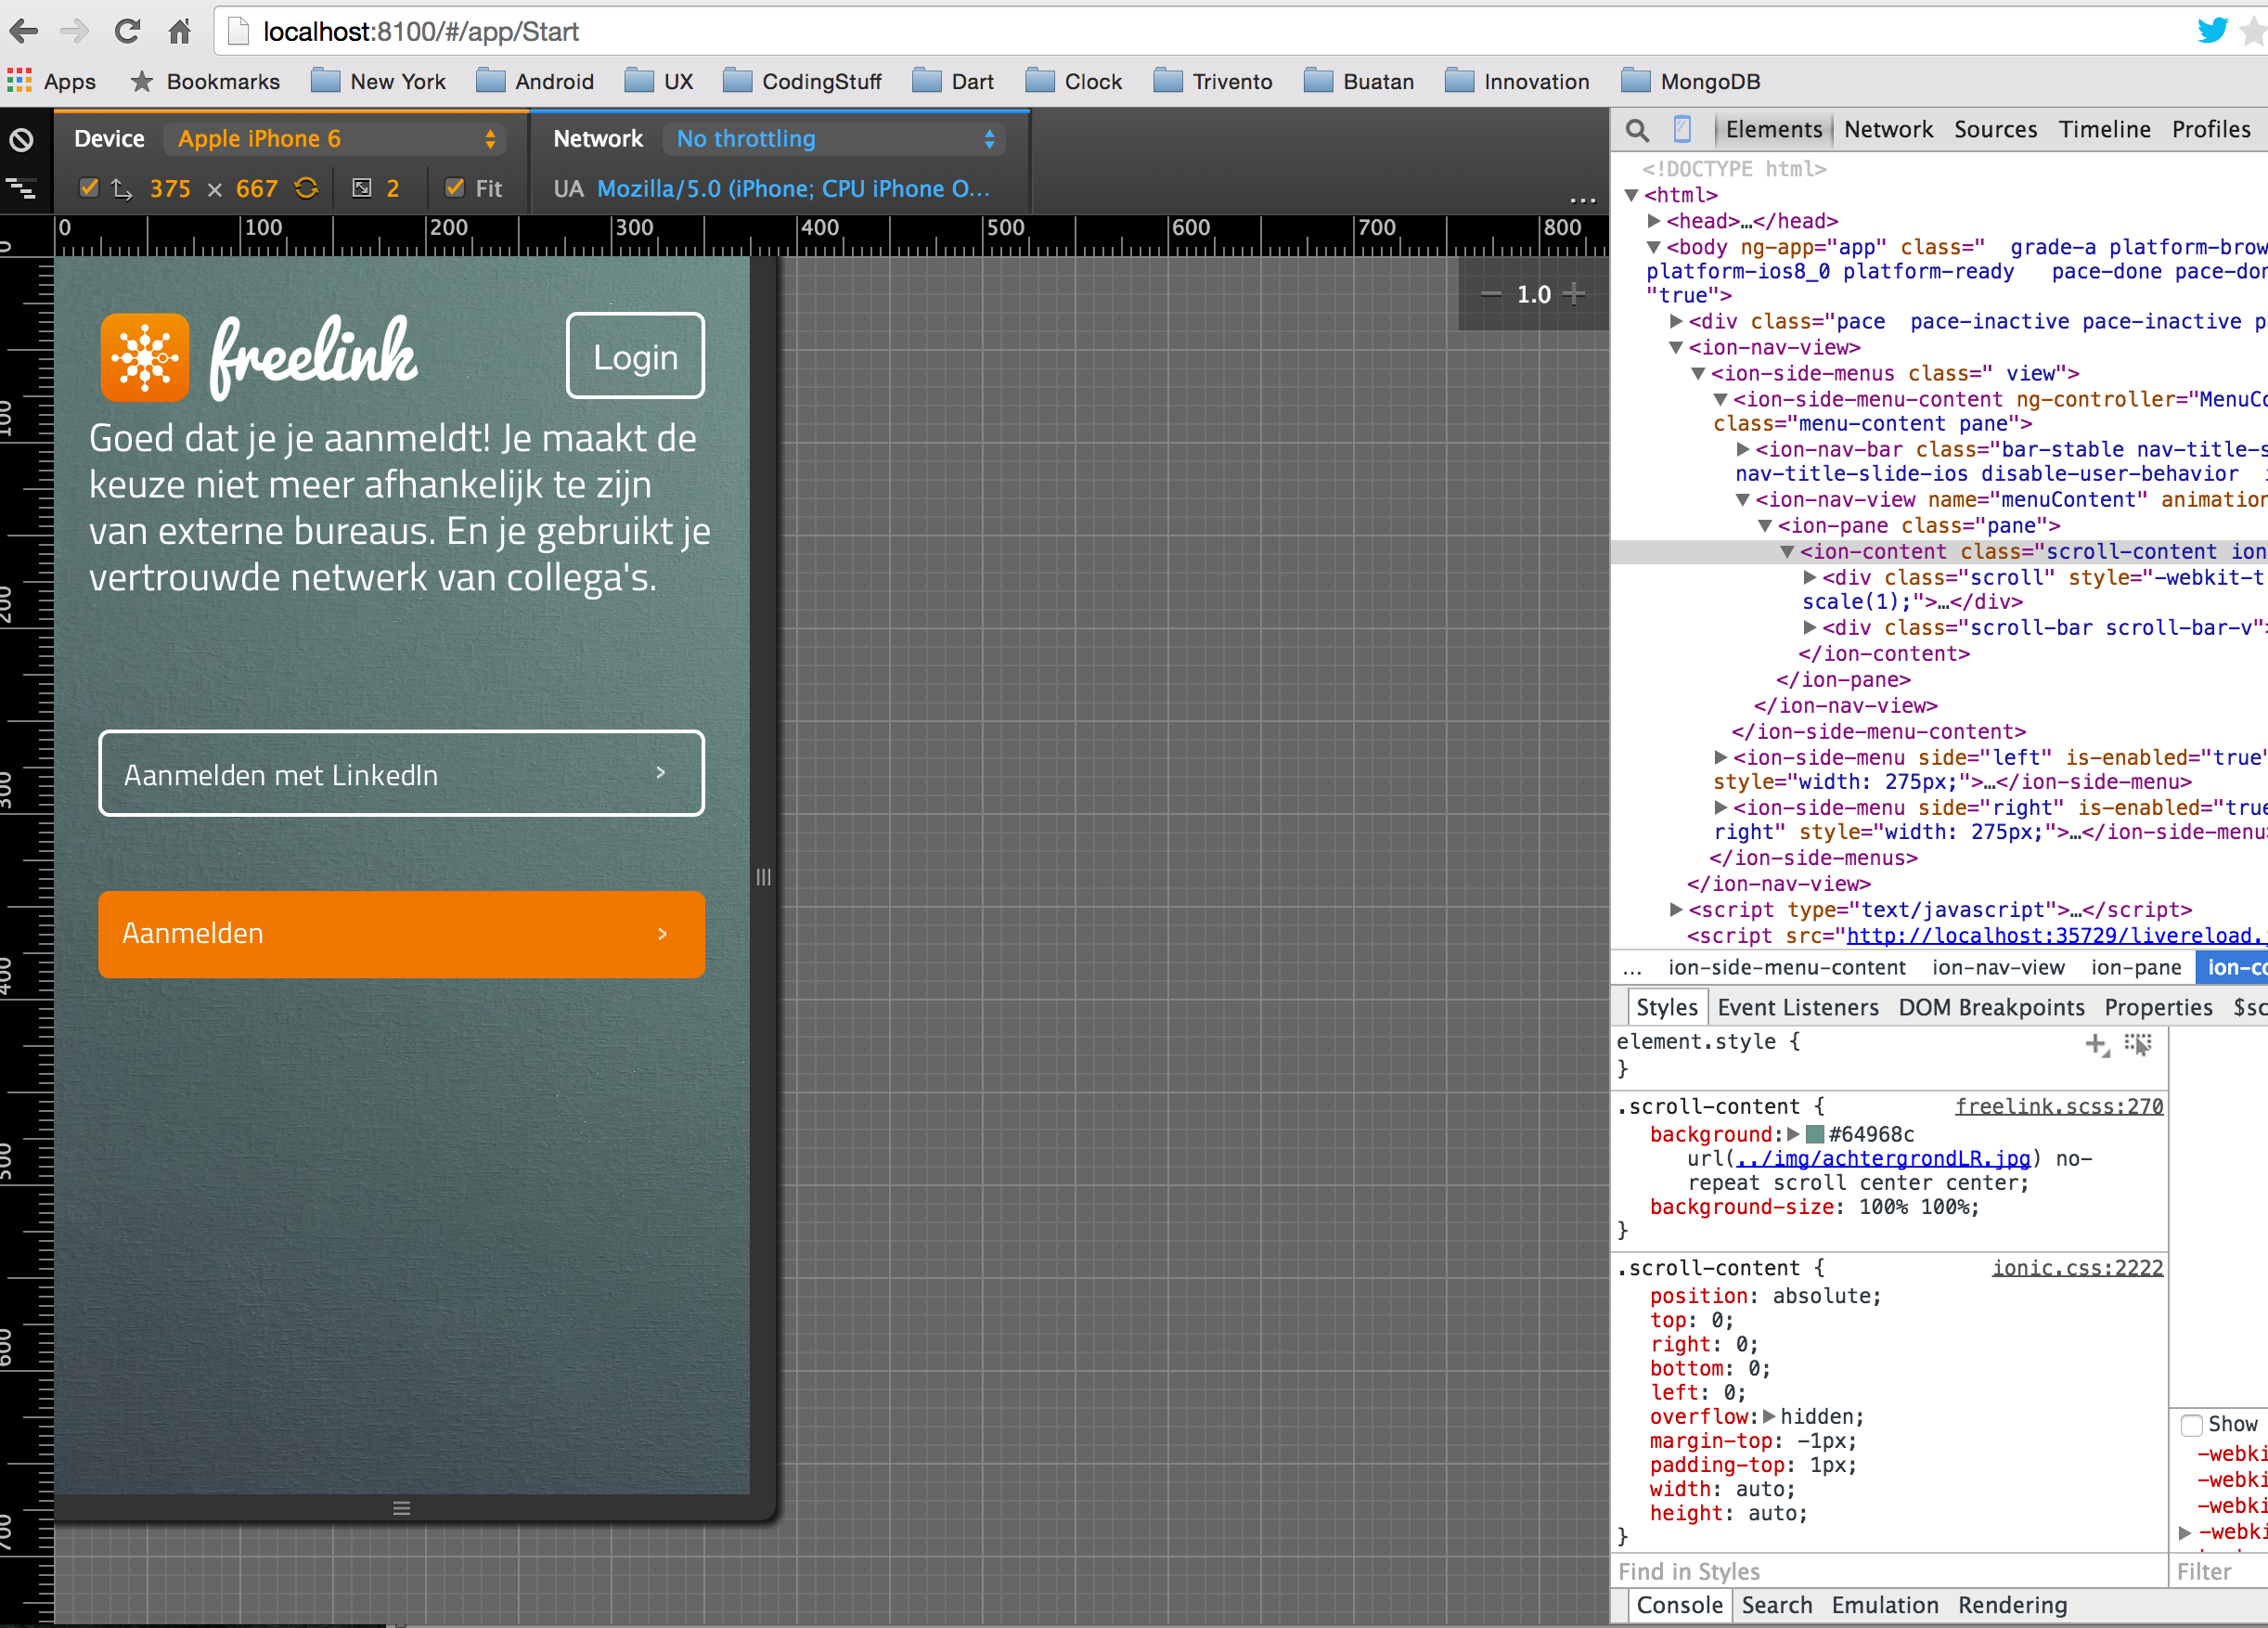 localhost:8100/#/app/Start
Apps Bookmarks New York Android UX CodingStuff Dart Clock Trivento Buatan Innovation MongoDB
Device Apple iPhone 6 Network No throttling
375 × 667 2 Fit UA Mozilla/5.0 (iPhone; CPU iPhone O...
...
0 100 200 300 400 500 600 700 800
0
100
200
300
400
500
600
700
1.0
freelink
Login
Goed dat je je aanmeldt! Je maakt de
keuze niet meer afhankelijk te zijn
van externe bureaus. En je gebruikt je
vertrouwde netwerk van collega's.
Aanmelden met LinkedIn >
Aanmelden >
Elements Network Sources Timeline Profiles
<!DOCTYPE html>
<html>
<head>…</head>
<body ng-app="app" class="  grade-a platform-brow
platform-ios8_0 platform-ready   pace-done pace-don
"true">
<div class="pace  pace-inactive pace-inactive p
<ion-nav-view>
<ion-side-menus class=" view">
<ion-side-menu-content ng-controller="MenuCo
class="menu-content pane">
<ion-nav-bar class="bar-stable nav-title-s
nav-title-slide-ios disable-user-behavior  i
<ion-nav-view name="menuContent" animation
<ion-pane class="pane">
<ion-content class="scroll-content ion
<div class="scroll" style="-webkit-t
scale(1);">…</div>
<div class="scroll-bar scroll-bar-v">
</ion-content>
</ion-pane>
</ion-nav-view>
</ion-side-menu-content>
<ion-side-menu side="left" is-enabled="true"
style="width: 275px;">…</ion-side-menu>
<ion-side-menu side="right" is-enabled="true
right" style="width: 275px;">…</ion-side-menu>
</ion-side-menus>
</ion-nav-view>
<script type="text/javascript">…</script>
<script src="http://localhost:35729/livereload.j
... ion-side-menu-content ion-nav-view ion-pane ion-co
Styles Event Listeners DOM Breakpoints Properties $sc
element.style {
}
.scroll-content { freelink.scss:270
background: #64968c
url(../img/achtergrondLR.jpg) no-
repeat scroll center center;
background-size: 100% 100%;
}
.scroll-content { ionic.css:2222
position: absolute;
top: 0;
right: 0;
bottom: 0;
left: 0;
overflow: hidden;
margin-top: -1px;
padding-top: 1px;
width: auto;
height: auto;
}
Show
-webki
-webki
-webki
-webki
Find in Styles Filter
Console Search Emulation Rendering